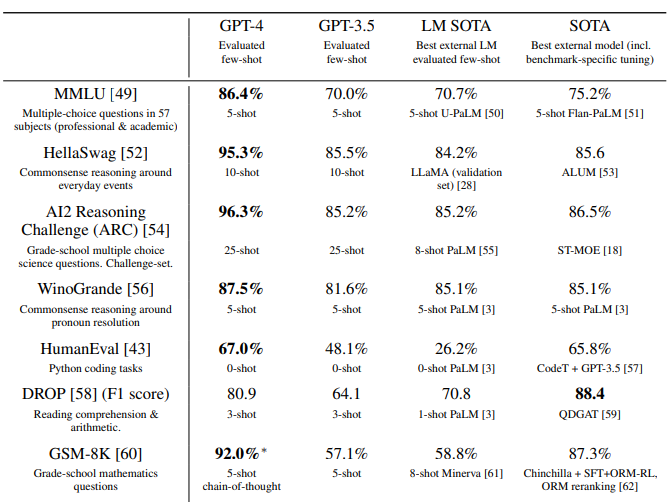 GPT-4 GPT-3.5 LM SOTA SOTA
Evaluated Evaluated Best external LM Best external model (incl.
few-shot few-shot evaluated few-shot benchmark-specific tuning)
MMLU [49] 86.4% 70.0% 70.7% 75.2%
Multiple-choice questions in 57 5-shot 5-shot 5-shot U-PaLM [50] 5-shot Flan-PaLM [51]
subjects (professional & academic)
HellaSwag [52] 95.3% 85.5% 84.2% 85.6
Commonsense reasoning around 10-shot 10-shot LLaMA (validation ALUM [53]
everyday events set) [28]
AI2 Reasoning 96.3% 85.2% 85.2% 86.5%
Challenge (ARC) [54]
Grade-school multiple choice 25-shot 25-shot 8-shot PaLM [55] ST-MOE [18]
science questions. Challenge-set.
WinoGrande [56] 87.5% 81.6% 85.1% 85.1%
Commonsense reasoning around 5-shot 5-shot 5-shot PaLM [3] 5-shot PaLM [3]
pronoun resolution
HumanEval [43] 67.0% 48.1% 26.2% 65.8%
Python coding tasks 0-shot 0-shot 0-shot PaLM [3] CodeT + GPT-3.5 [57]
DROP [58] (F1 score) 80.9 64.1 70.8 88.4
Reading comprehension & 3-shot 3-shot 1-shot PaLM [3] QDGAT [59]
arithmetic.
GSM-8K [60] 92.0%* 57.1% 58.8% 87.3%
Grade-school mathematics 5-shot 5-shot 8-shot Minerva [61] Chinchilla + SFT+ORM-RL,
questions chain-of-thought ORM reranking [62]